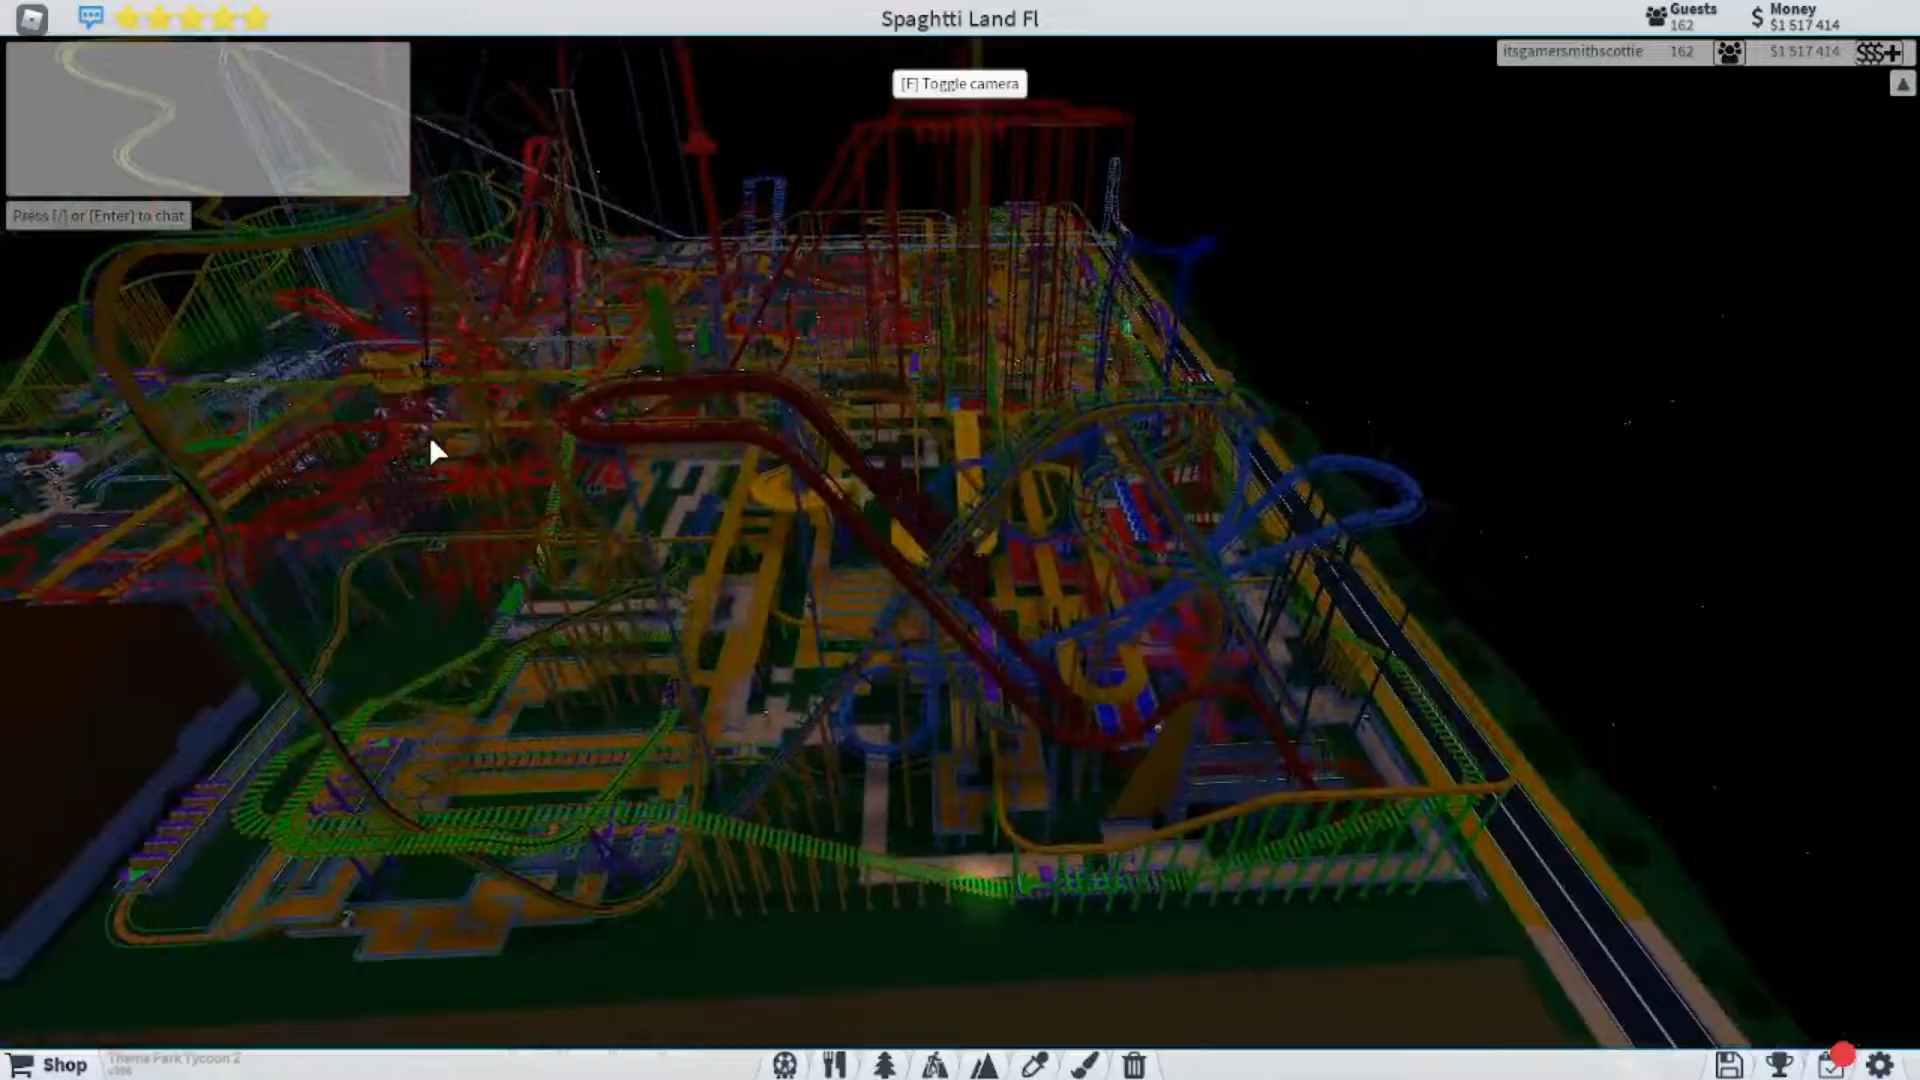 Spaghtti Land Fl
Guests
162
$ Money
$1 517 414
itsgamersmithscottie 162 $1 517 414 $$$+
[F] Toggle camera
Press [/] or [Enter] to chat
Shop
Theme Park Tycoon 2